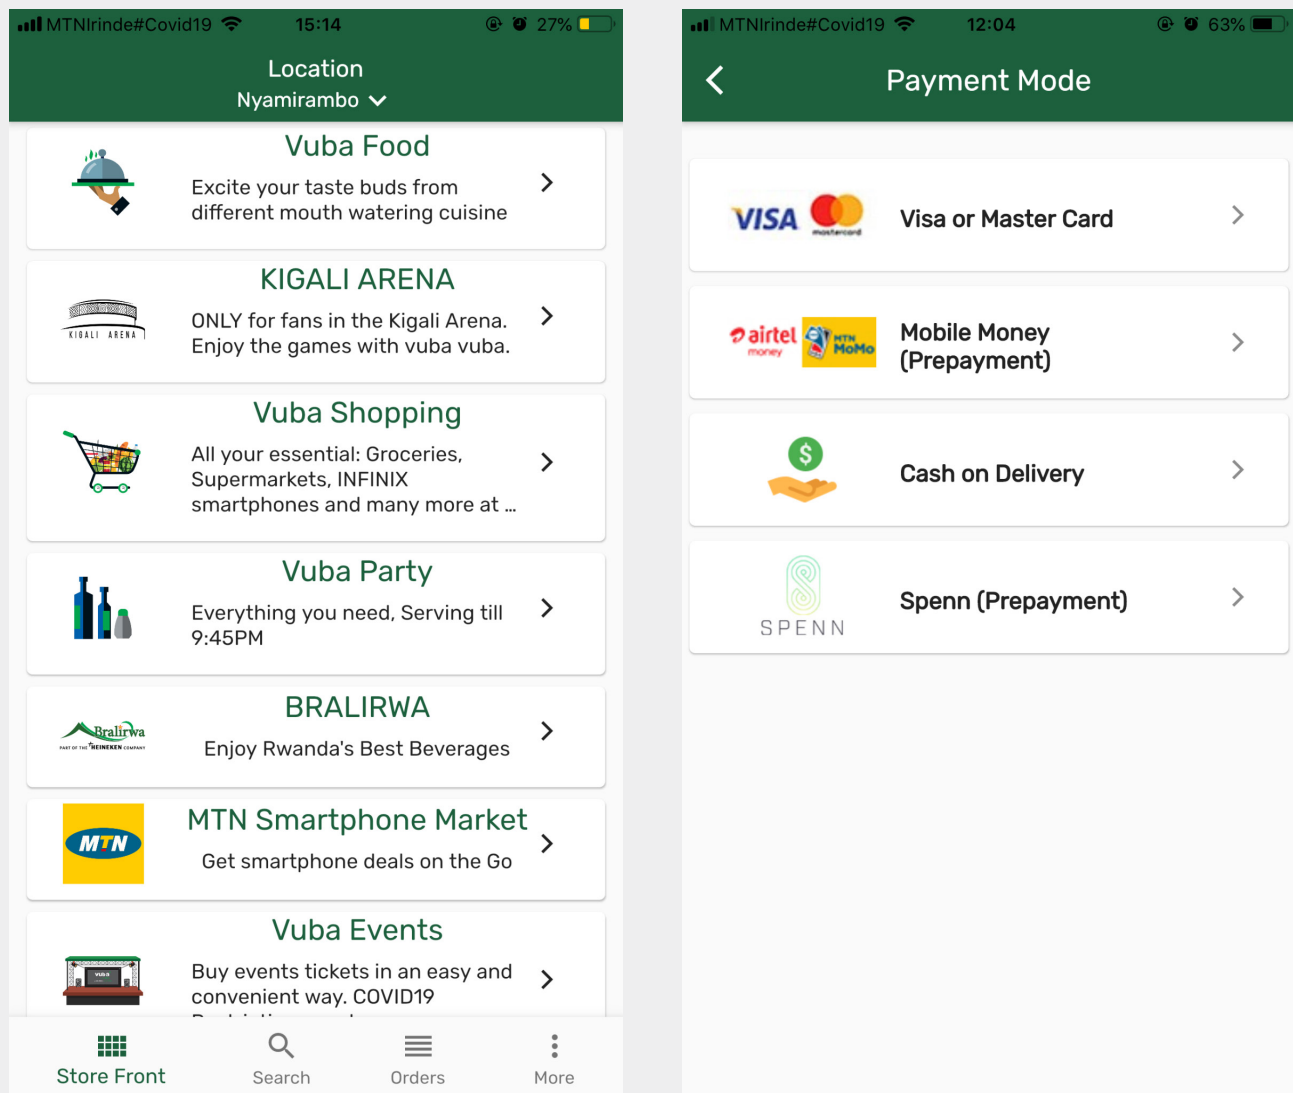 MTNIrinde#Covid19 15:14 27%
Location
Nyamirambo
Vuba Food
Excite your taste buds from
different mouth watering cuisine
KIGALI ARENA
KIGALI ARENA
ONLY for fans in the Kigali Arena.
Enjoy the games with vuba vuba.
Vuba Shopping
All your essential: Groceries,
Supermarkets, INFINIX
smartphones and many more at ...
Vuba Party
Everything you need, Serving till
9:45PM
BRALIRWA
Bralirwa
PART OF THE HEINEKEN COMPANY
Enjoy Rwanda's Best Beverages
MTN Smartphone Market
MTN
Get smartphone deals on the Go
Vuba Events
VUBA
Buy events tickets in an easy and
convenient way. COVID19
Store Front
Search
Orders
More
MTNIrinde#Covid19 12:04 63%
Payment Mode
VISA
mastercard
Visa or Master Card
airtel
money
MTN
MoMo
Mobile Money
(Prepayment)
$
Cash on Delivery
SPENN
Spenn (Prepayment)